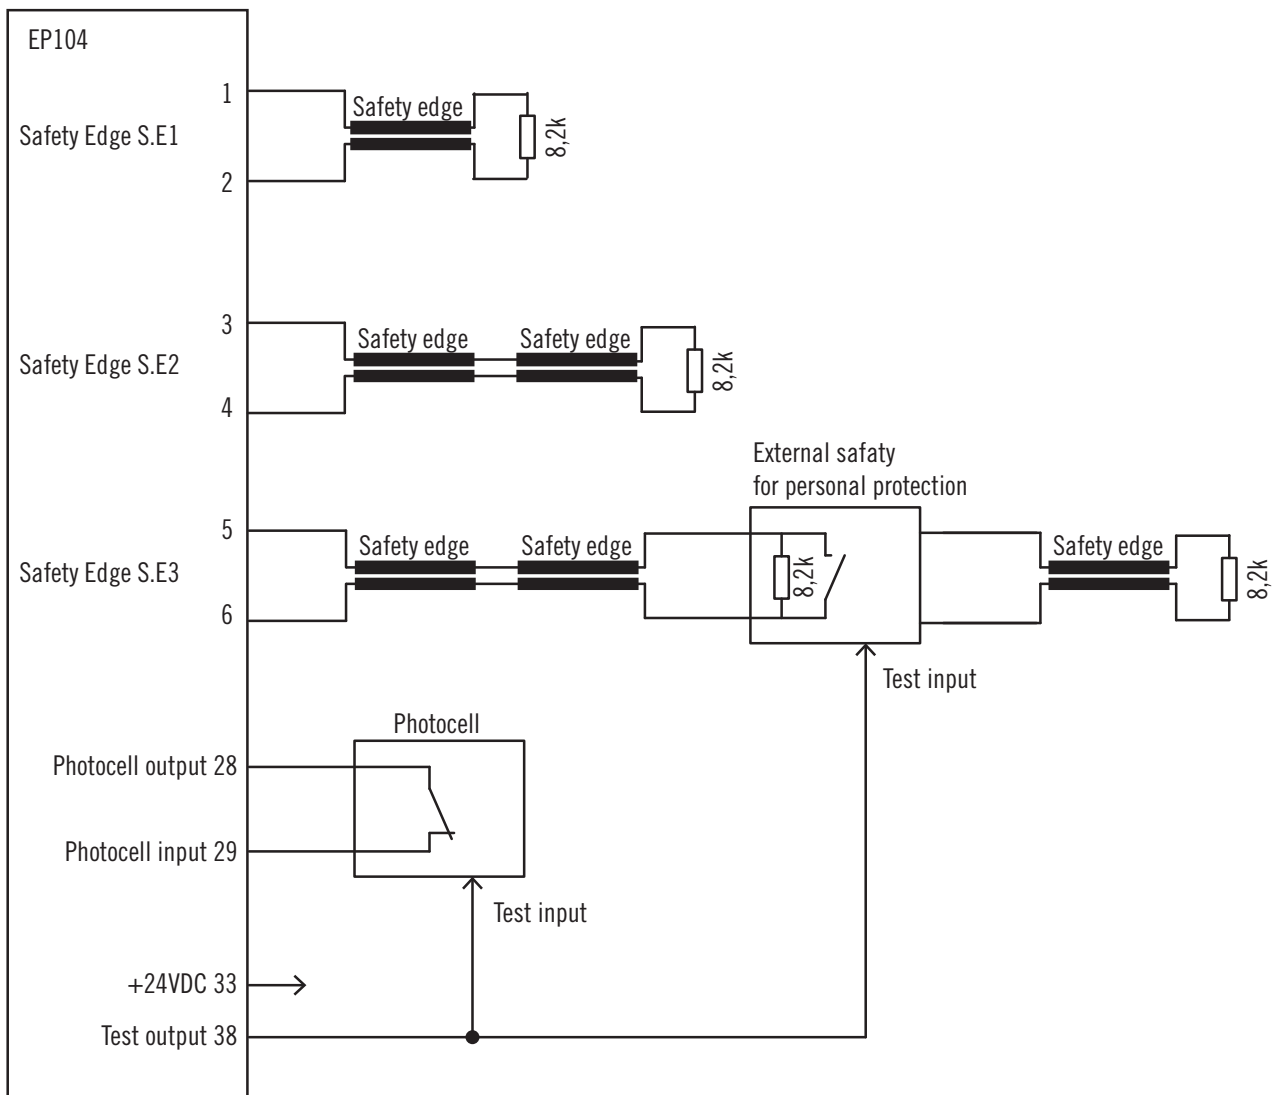 EP104
1
Safety edge
8,2k
Safety Edge S.E1
2
3
Safety edge
Safety edge
8,2k
Safety Edge S.E2
4
External safaty
for personal protection
5
Safety edge
Safety edge
8,2k
Safety edge
8,2k
Safety Edge S.E3
6
Test input
Photocell
Photocell output 28
Photocell input 29
Test input
+24VDC 33
Test output 38